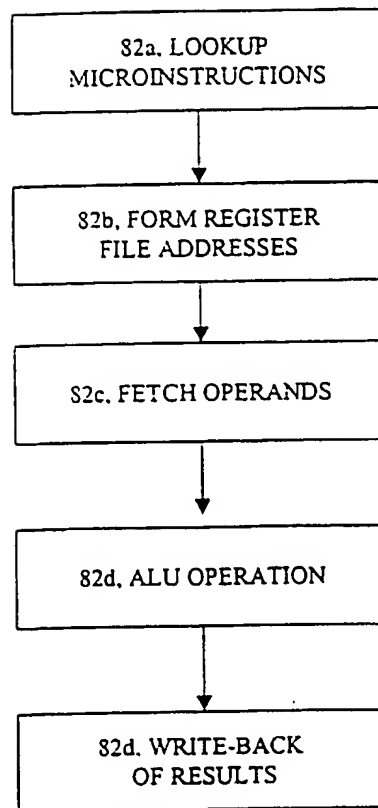 82a. LOOKUP
MICROINSTRUCTIONS
82b, FORM REGISTER
FILE ADDRESSES
82c. FETCH OPERANDS
82d, ALU OPERATION
82d. WRITE-BACK
OF RESULTS